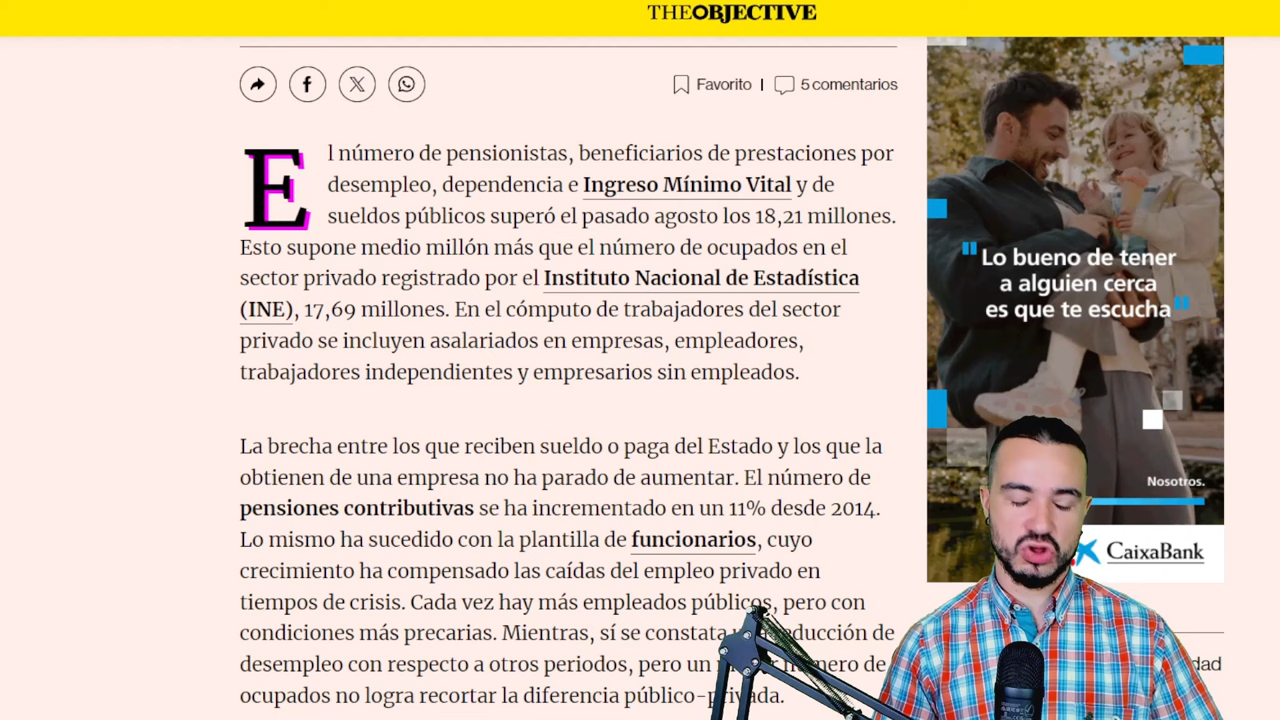 THEOBJECTIVE
Favorito
5 comentarios
El número de pensionistas, beneficiarios de prestaciones por
desempleo, dependencia e Ingreso Mínimo Vital y de
sueldos públicos superó el pasado agosto los 18,21 millones.
Esto supone medio millón más que el número de ocupados en el
sector privado registrado por el Instituto Nacional de Estadística
(INE), 17,69 millones. En el cómputo de trabajadores del sector
privado se incluyen asalariados en empresas, empleadores,
trabajadores independientes y empresarios sin empleados.
La brecha entre los que reciben sueldo o paga del Estado y los que la
obtienen de una empresa no ha parado de aumentar. El número de
pensiones contributivas se ha incrementado en un 11% desde 2014.
Lo mismo ha sucedido con la plantilla de funcionarios, cuyo
crecimiento ha compensado las caídas del empleo privado en
tiempos de crisis. Cada vez hay más empleados públicos, pero con
condiciones más precarias. Mientras, sí se constata reducción de
desempleo con respecto a otros periodos, pero un número de
ocupados no logra recortar la diferencia público-privada.
"Lo bueno de tener
a alguien cerca
es que te escucha"
Nosotros.
CaixaBank